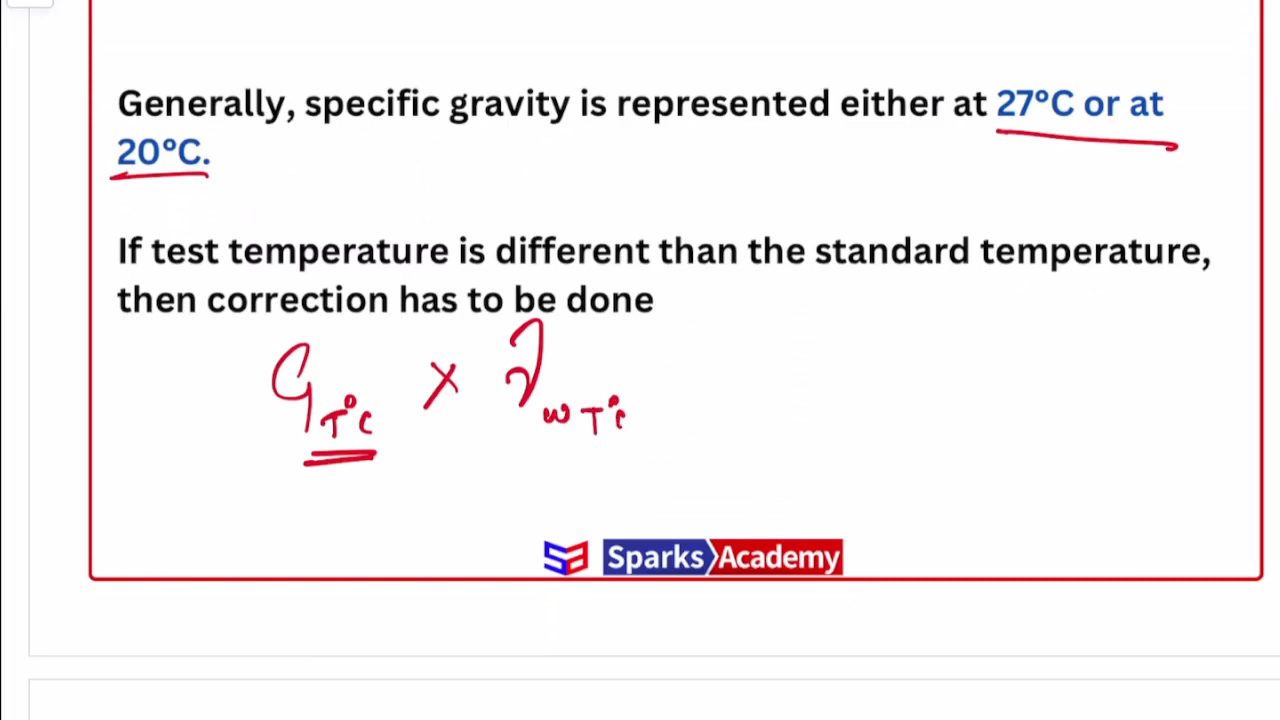 Generally, specific gravity is represented either at 27°C or at
20°C.
If test temperature is different than the standard temperature,
then correction has to be done
G T°C × γ w T°C
Sparks Academy